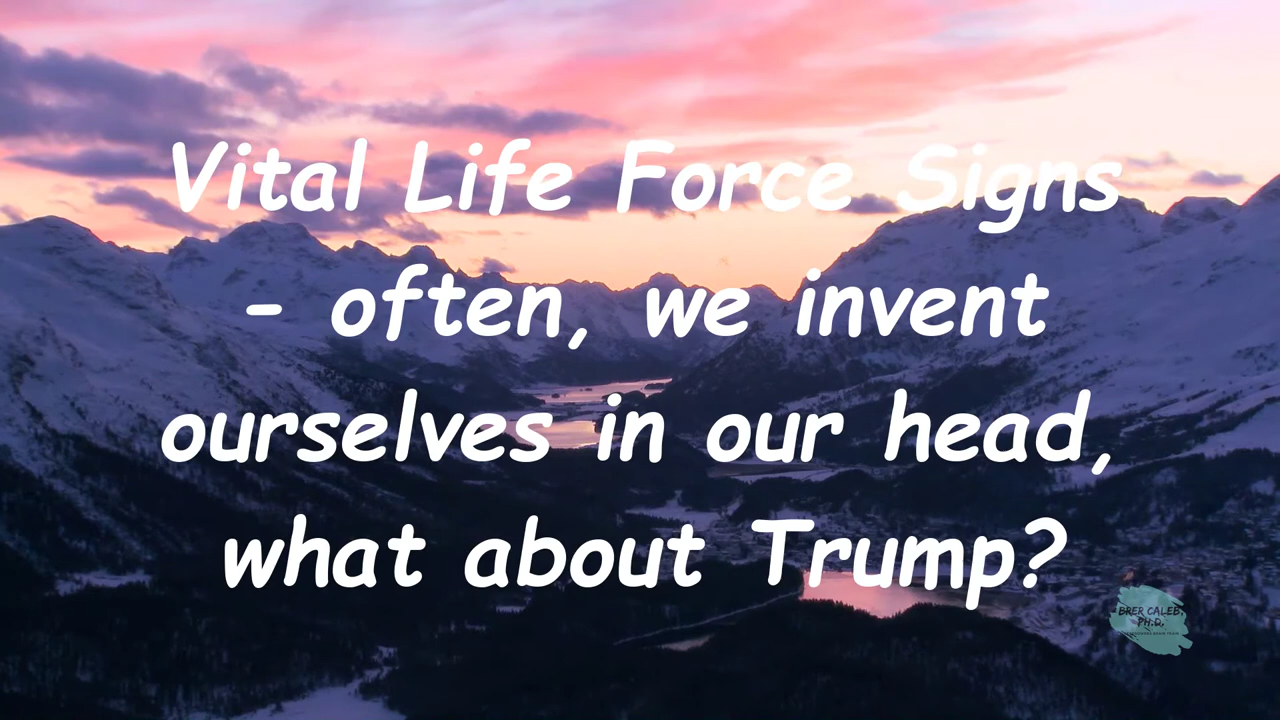 Vital Life Force Signs
- often, we invent
ourselves in our head,
what about Trump?
BRER CALEB,
PH.D.